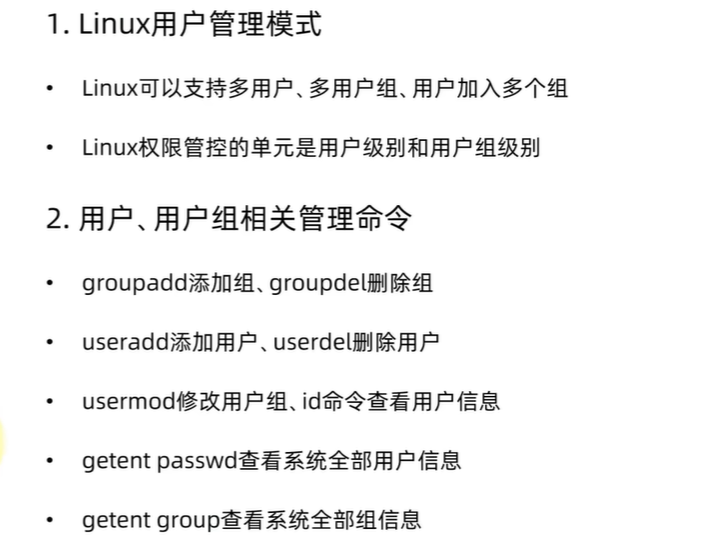 1. Linux用户管理模式
• Linux可以支持多用户、多用户组、用户加入多个组
• Linux权限管控的单元是用户级别和用户组级别
2. 用户、用户组相关管理命令
• groupadd添加组、groupdel删除组
• useradd添加用户、userdel删除用户
• usermod修改用户组、id命令查看用户信息
• getent passwd查看系统全部用户信息
• getent group查看系统全部组信息